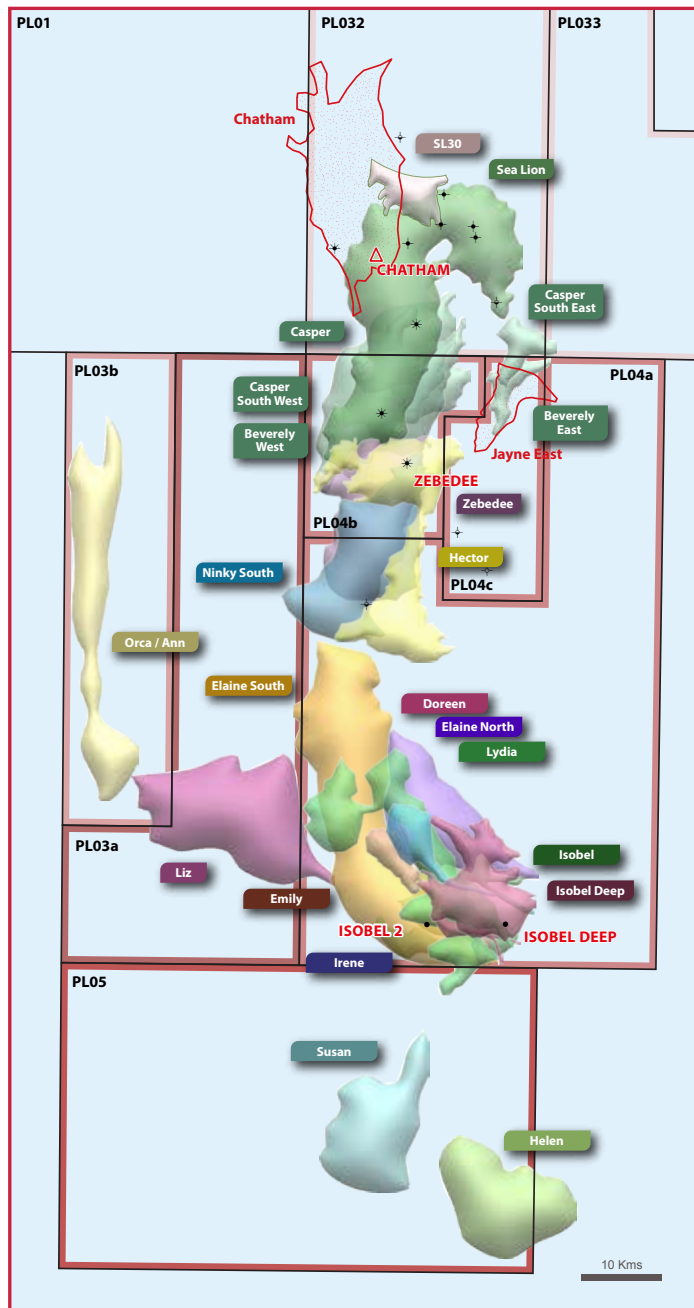 PL01
PL032
PL033
Chatham
SL30
Sea Lion
CHATHAM
Casper
South East
Casper
PL03b
PL04a
Casper
South West
Beverely
East
Beverely
West
Jayne East
ZEBEDEE
Zebedee
PL04b
Hector
Ninky South
PL04c
Orca / Ann
Elaine South
Doreen
Elaine North
Lydia
PL03a
Isobel
Liz
Isobel Deep
Emily
ISOBEL 2
ISOBEL DEEP
Irene
PL05
Susan
Helen
10 Kms